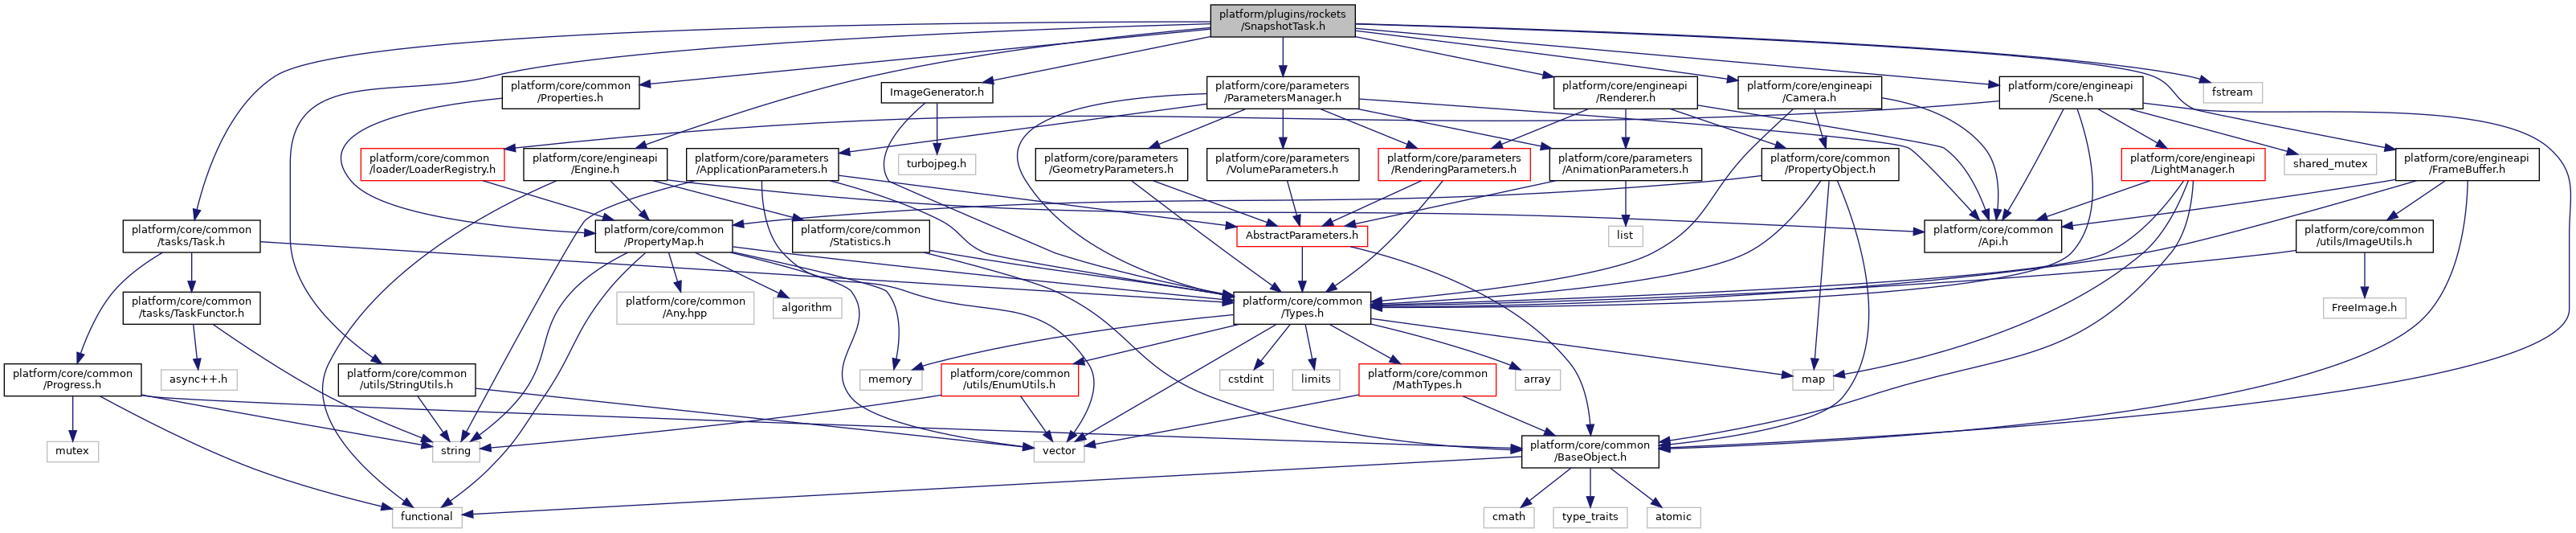 platform/plugins/rockets
/SnapshotTask.h
platform/core/common
/Properties.h
ImageGenerator.h
platform/core/parameters
/ParametersManager.h
platform/core/engineapi
/Renderer.h
platform/core/engineapi
/Camera.h
platform/core/engineapi
/Scene.h
fstream
platform/core/common
/loader/LoaderRegistry.h
platform/core/engineapi
/Engine.h
platform/core/parameters
/ApplicationParameters.h
turbojpeg.h
platform/core/parameters
/GeometryParameters.h
platform/core/parameters
/VolumeParameters.h
platform/core/parameters
/RenderingParameters.h
platform/core/parameters
/AnimationParameters.h
platform/core/common
/PropertyObject.h
platform/core/engineapi
/LightManager.h
shared_mutex
platform/core/engineapi
/FrameBuffer.h
platform/core/common
/tasks/Task.h
platform/core/common
/PropertyMap.h
platform/core/common
/Statistics.h
AbstractParameters.h
list
platform/core/common
/Api.h
platform/core/common
/utils/ImageUtils.h
platform/core/common
/tasks/TaskFunctor.h
platform/core/common
/Any.hpp
algorithm
platform/core/common
/Types.h
FreeImage.h
platform/core/common
/Progress.h
async++.h
platform/core/common
/utils/StringUtils.h
memory
platform/core/common
/utils/EnumUtils.h
cstdint
limits
platform/core/common
/MathTypes.h
array
map
mutex
string
vector
platform/core/common
/BaseObject.h
functional
cmath
type_traits
atomic